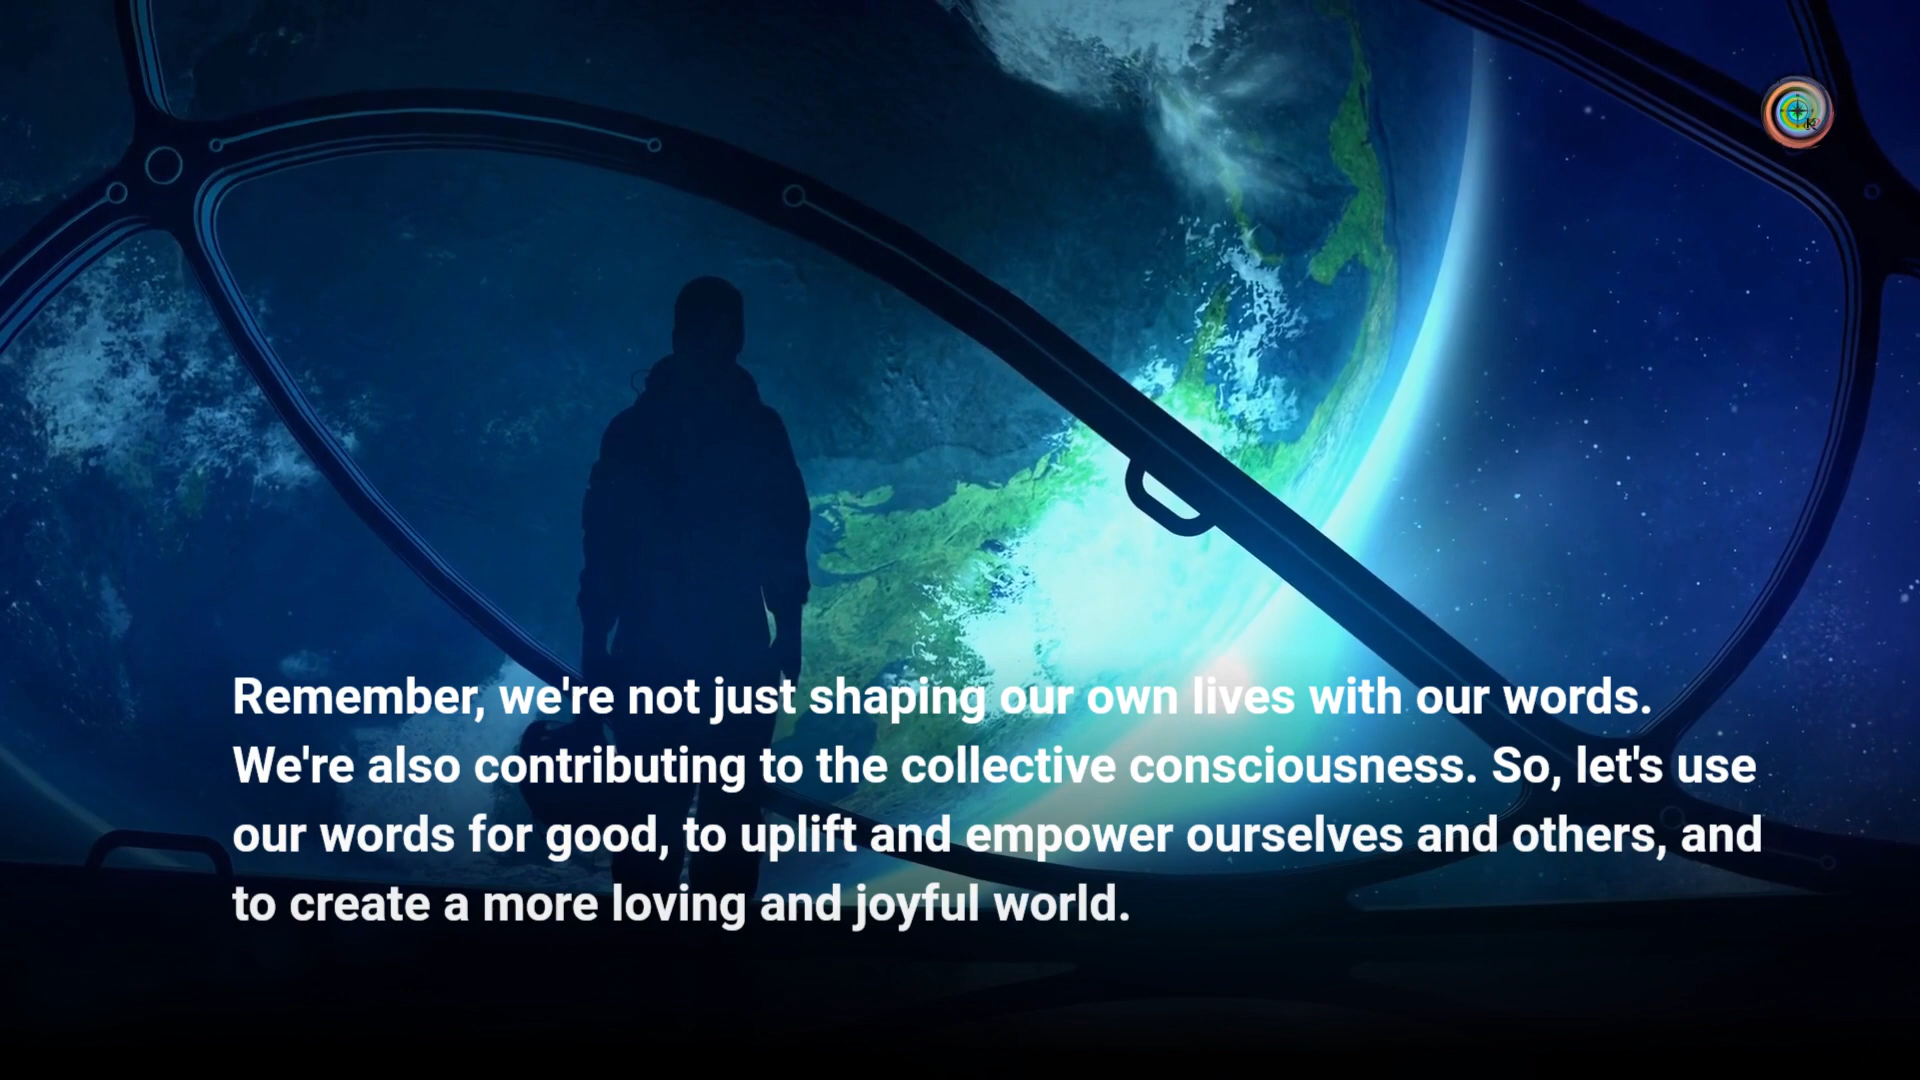 Remember, we're not just shaping our own lives with our words.
We're also contributing to the collective consciousness. So, let's use
our words for good, to uplift and empower ourselves and others, and
to create a more loving and joyful world.